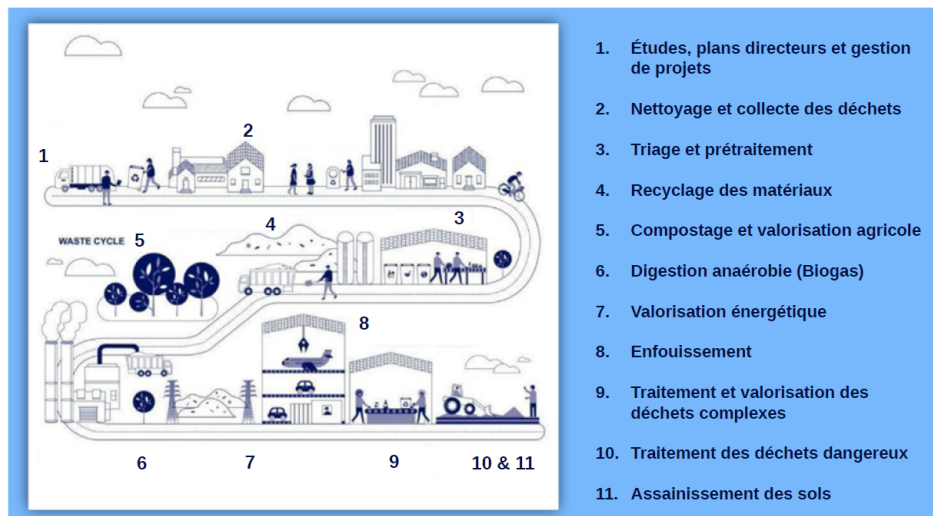 1
2
3
4
WASTE CYCLE
5
8
6
7
9
10 & 11
1. Études, plans directeurs et gestion
de projets
2. Nettoyage et collecte des déchets
3. Triage et prétraitement
4. Recyclage des matériaux
5. Compostage et valorisation agricole
6. Digestion anaérobie (Biogas)
7. Valorisation énergétique
8. Enfouissement
9. Traitement et valorisation des
déchets complexes
10. Traitement des déchets dangereux
11. Assainissement des sols